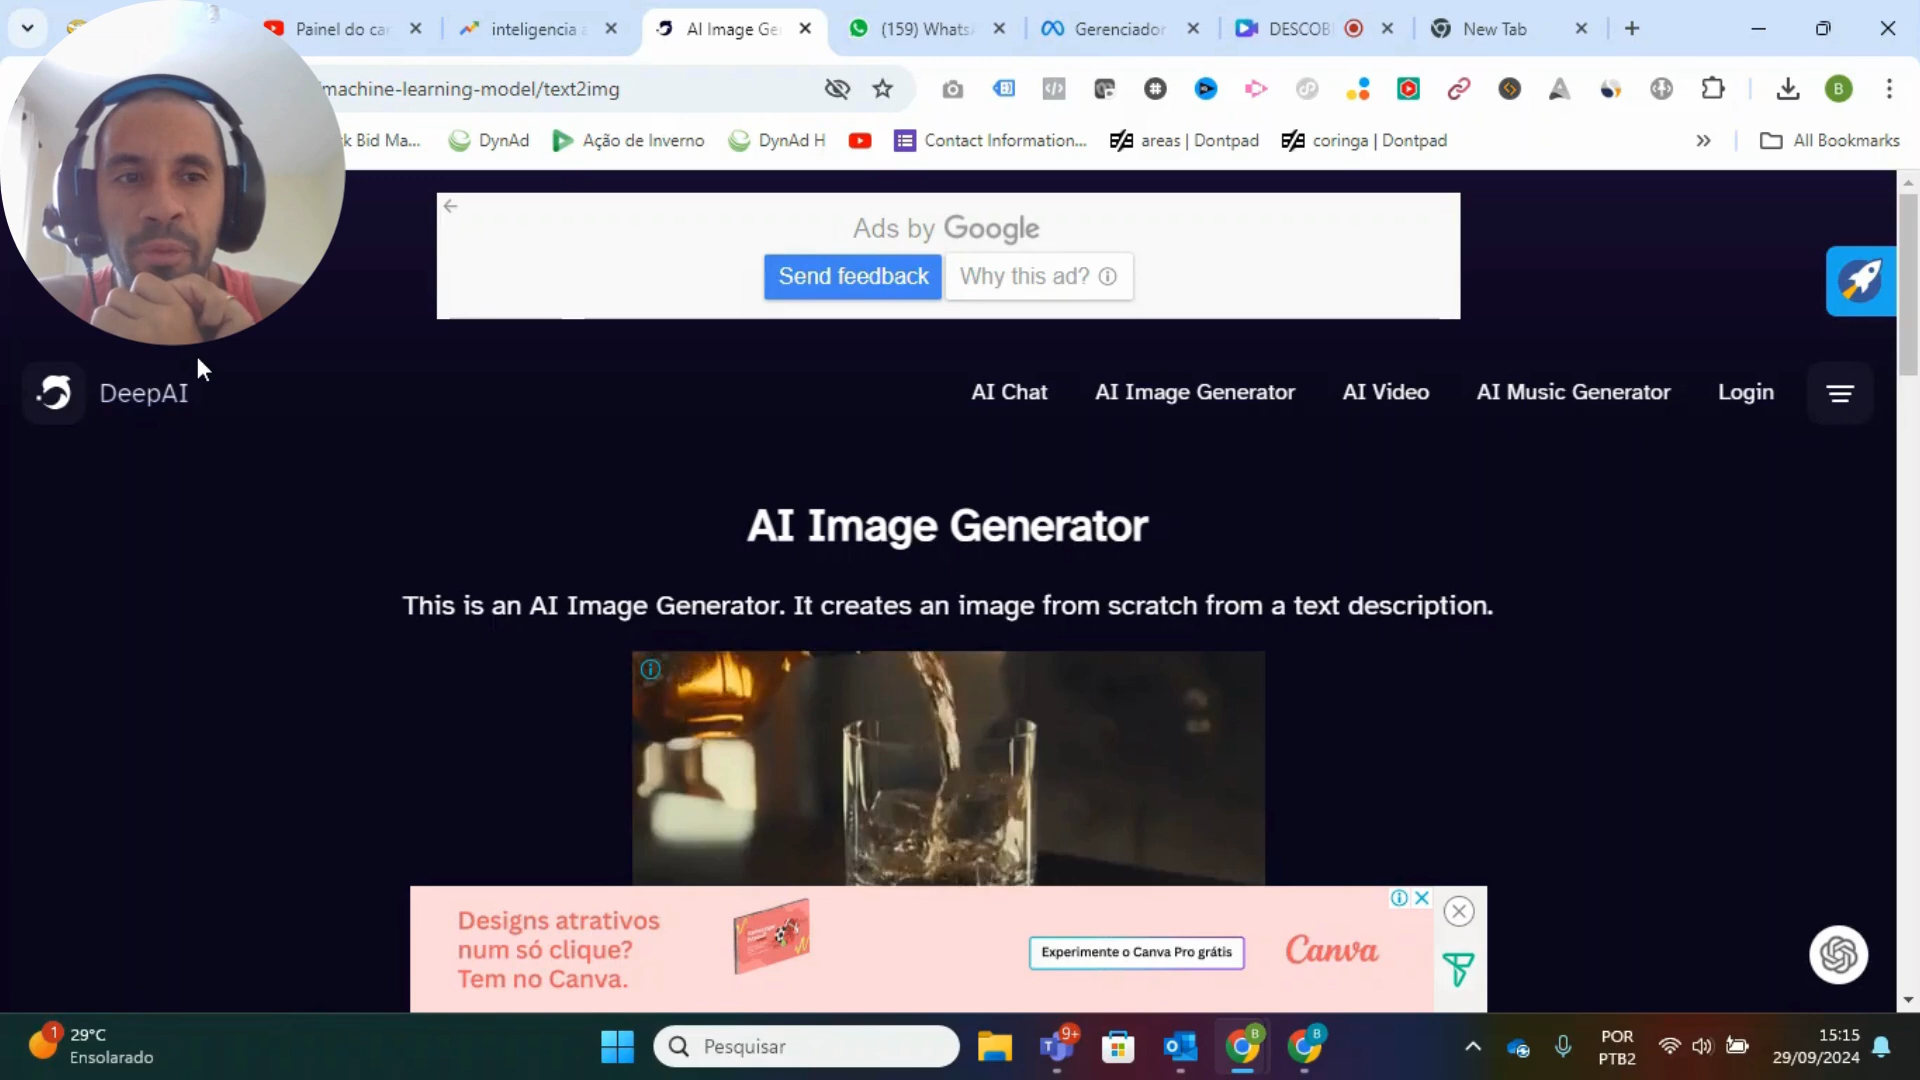 Painel do ca
inteligencia a
AI Image Ge
(159) Whats
Gerenciador
DESCOB
New Tab
machine-learning-model/text2img
B
k Bid Ma...
DynAd
Ação de Inverno
DynAd H
Contact Information...
areas | Dontpad
coringa | Dontpad
All Bookmarks
Ads by Google
Send feedback
Why this ad?
DeepAI
AI Chat
AI Image Generator
AI Video
AI Music Generator
Login
AI Image Generator
This is an AI Image Generator. It creates an image from scratch from a text description.
Designs atrativos
num só clique?
Tem no Canva.
Experimente o Canva Pro grátis
Canva
1
29°C
Ensolarado
Pesquisar
9+
B
B
POR
PTB2
15:15
29/09/2024